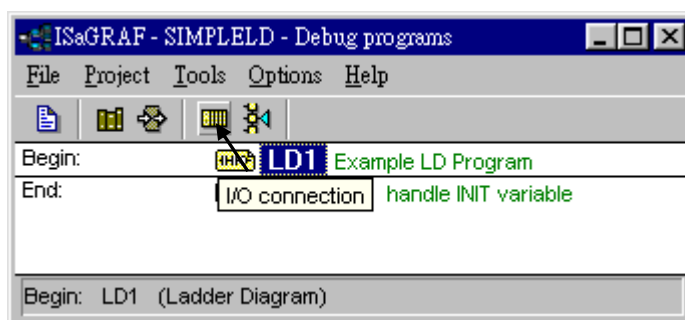 ISaGRAF - SIMPLELD - Debug programs
File Project Tools Options Help
Begin: LD1 Example LD Program
End: handle INIT variable
I/O connection
Begin: LD1 (Ladder Diagram)